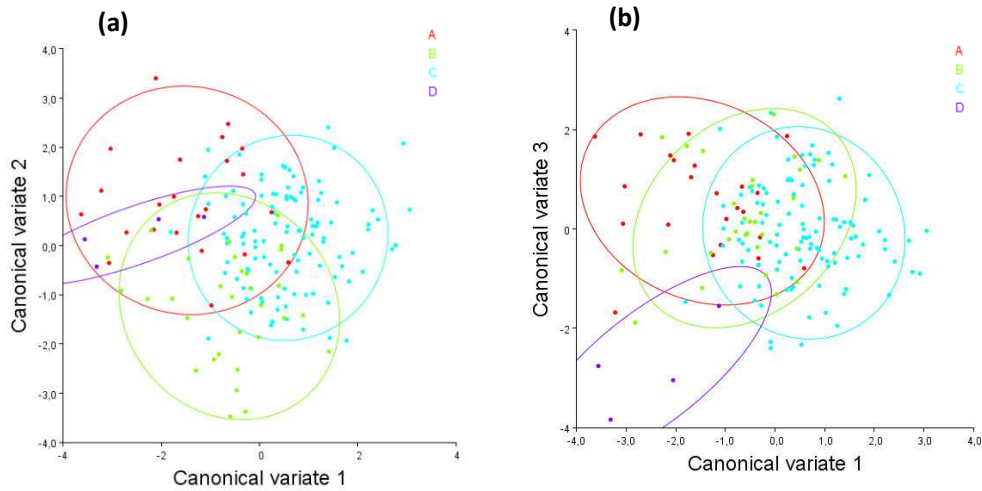 (a)
A
B
C
D
4,0
3,0
2,0
1,0
0,0
-1,0
-2,0
-3,0
-4,0
-4
-2
0
2
4
Canonical variate 2
Canonical variate 1
(b)
A
B
C
D
4
2
0
-2
-4
-4,0
-3,0
-2,0
-1,0
0,0
1,0
2,0
3,0
4,0
Canonical variate 3
Canonical variate 1